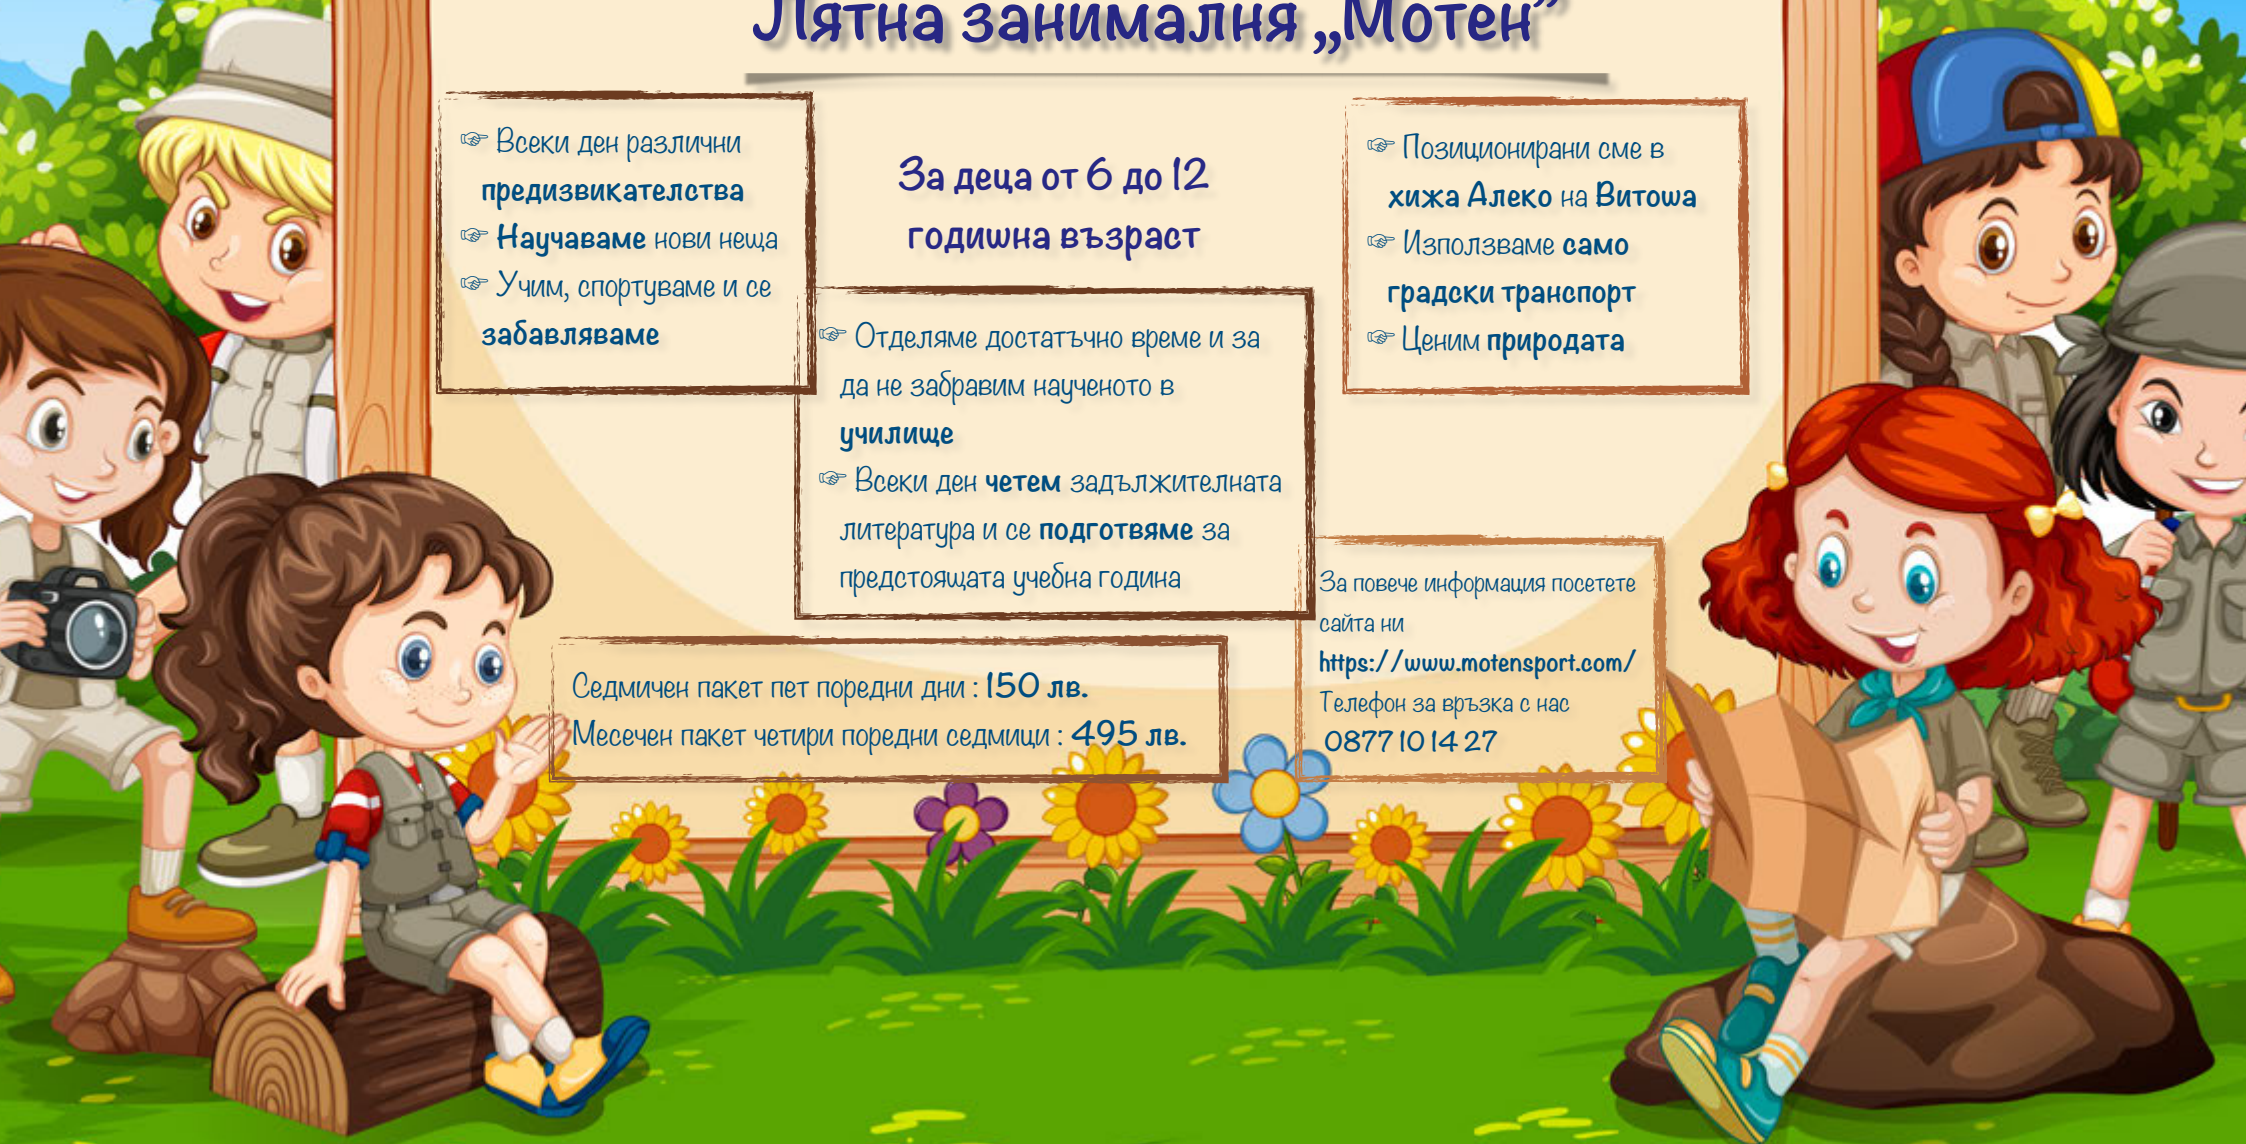 Лятна занималня „Мотен”
☞ Всеки ден различни
предизвикателства
☞ Научаваме нови неща
☞ Учим, спортуваме и се
забавляваме
За деца от 6 до 12
годишна възраст
☞ Позиционирани сме в
хижа Алеко на Витоша
☞ Използваме само
градски транспорт
☞ Ценим природата
☞ Отделяме достатъчно време и за
да не забравим наученото в
училище
☞ Всеки ден четем задължителната
литература и се подготвяме за
предстоящата учебна година
Седмичен пакет пет поредни дни : 150 лв.
Месечен пакет четири поредни седмици : 495 лв.
За повече информация посетете
сайта ни
https://www.motensport.com/
Телефон за връзка с нас
0877 10 14 27